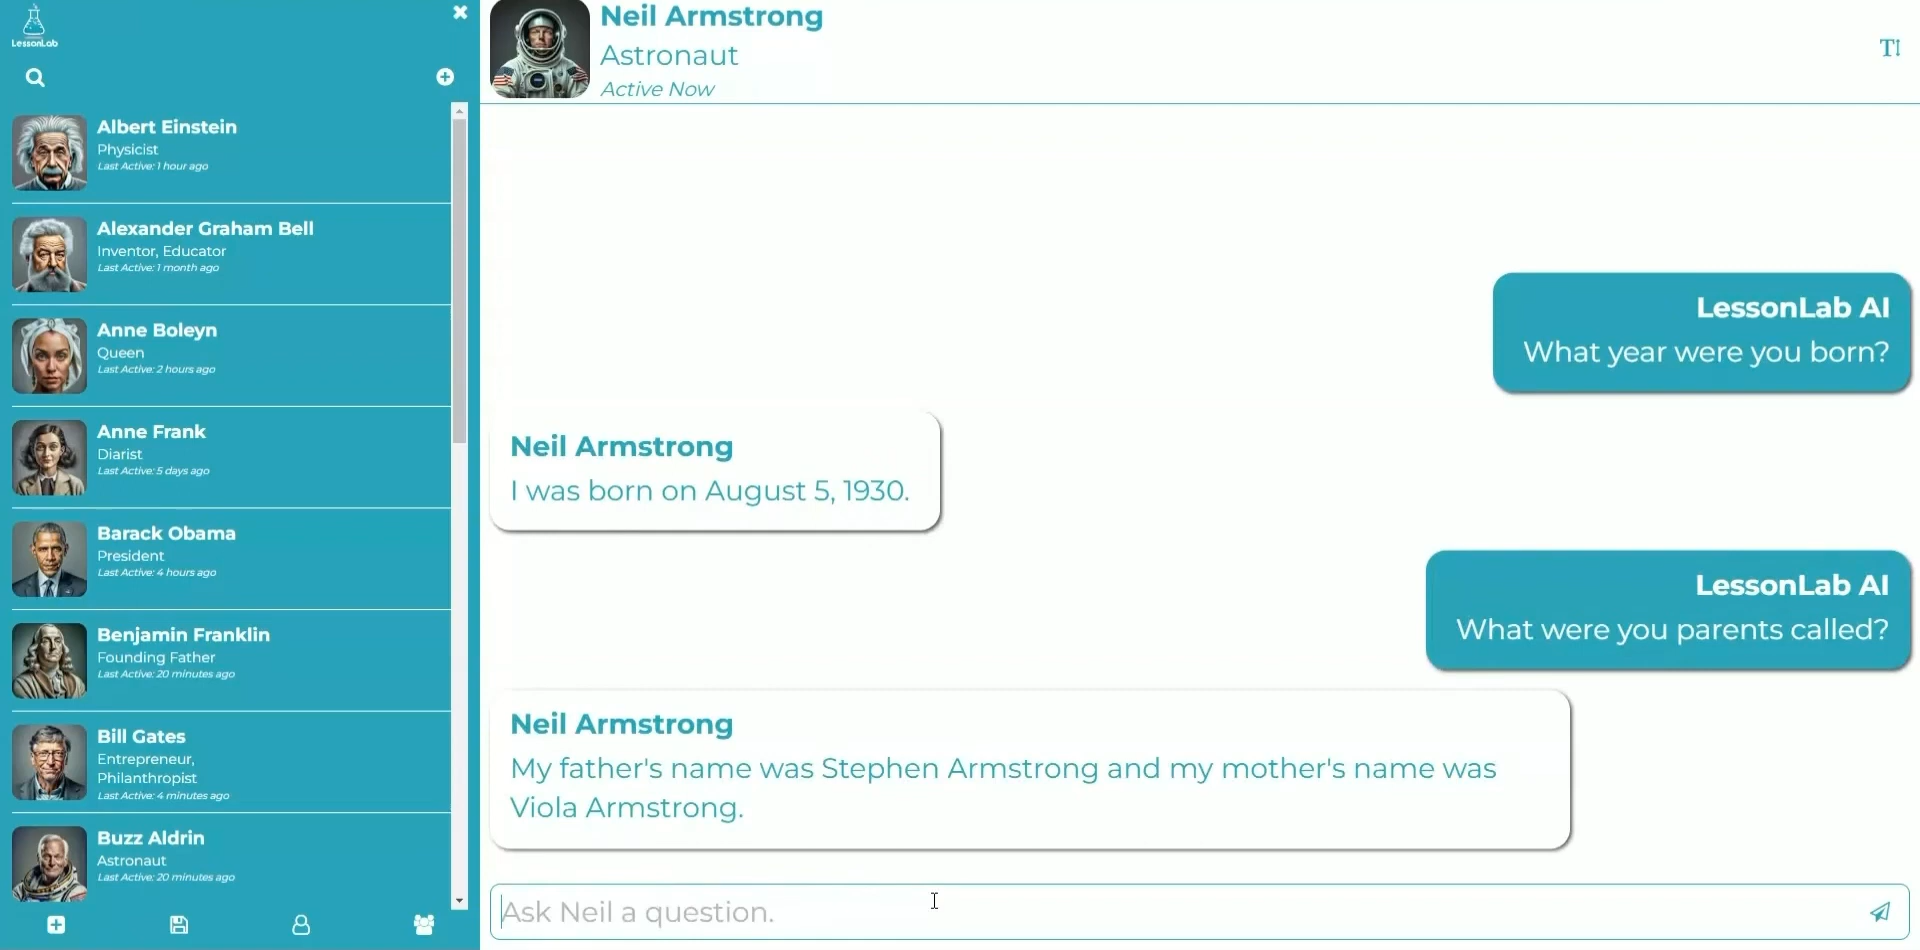 LessonLab
Albert Einstein
Physicist
Last Active: 1 hour ago
Alexander Graham Bell
Inventor, Educator
Last Active: 1 month ago
Anne Boleyn
Queen
Last Active: 2 hours ago
Anne Frank
Diarist
Last Active: 5 days ago
Barack Obama
President
Last Active: 4 hours ago
Benjamin Franklin
Founding Father
Last Active: 20 minutes ago
Bill Gates
Entrepreneur,
Philanthropist
Last Active: 4 minutes ago
Buzz Aldrin
Astronaut
Last Active: 20 minutes ago
Neil Armstrong
Astronaut
Active Now
LessonLab AI
What year were you born?
Neil Armstrong
I was born on August 5, 1930.
LessonLab AI
What were you parents called?
Neil Armstrong
My father's name was Stephen Armstrong and my mother's name was
Viola Armstrong.
Ask Neil a question.